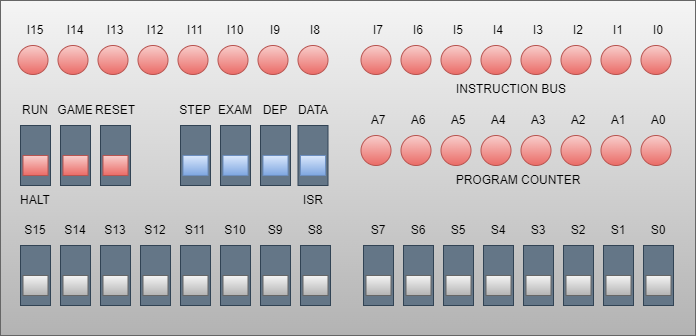 I15 I14 I13 I12 I11 I10 I9 I8 I7 I6 I5 I4 I3 I2 I1 I0
INSTRUCTION BUS
RUN GAME RESET STEP EXAM DEP DATA A7 A6 A5 A4 A3 A2 A1 A0
PROGRAM COUNTER
HALT ISR
S15 S14 S13 S12 S11 S10 S9 S8 S7 S6 S5 S4 S3 S2 S1 S0